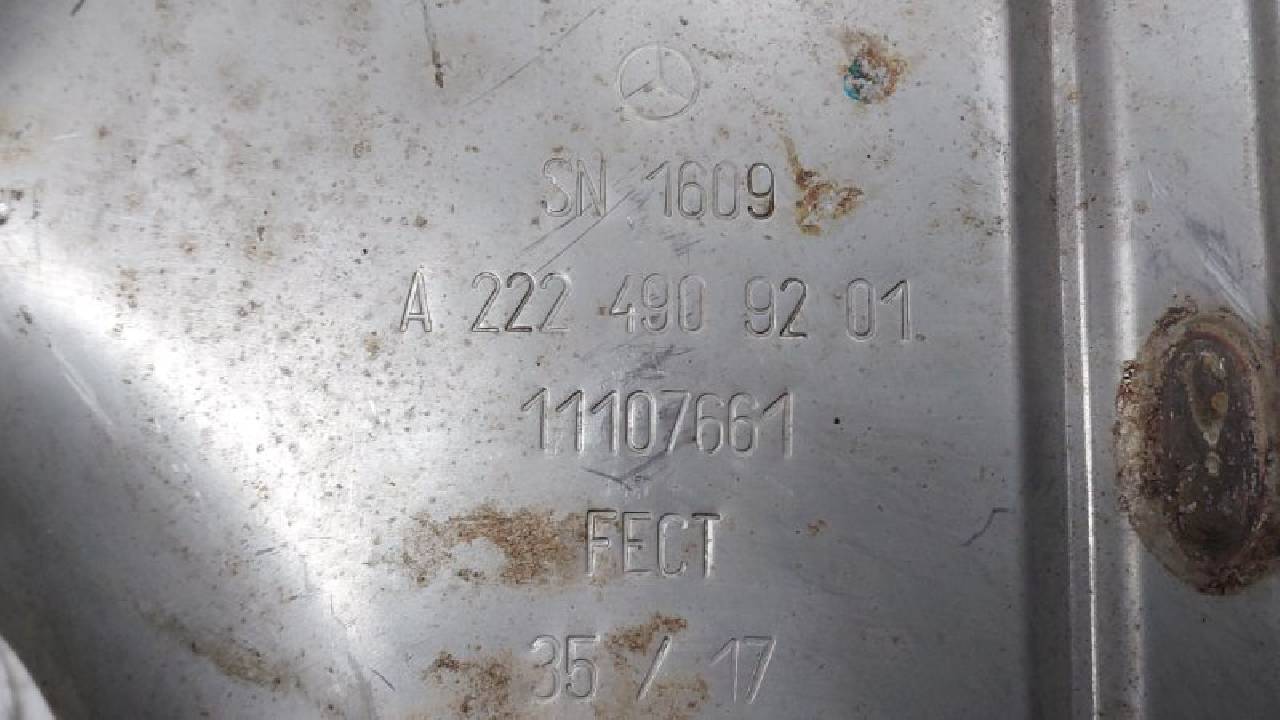 SN 1609
A 222 490 92 01
11107661
FECT
35 / 17